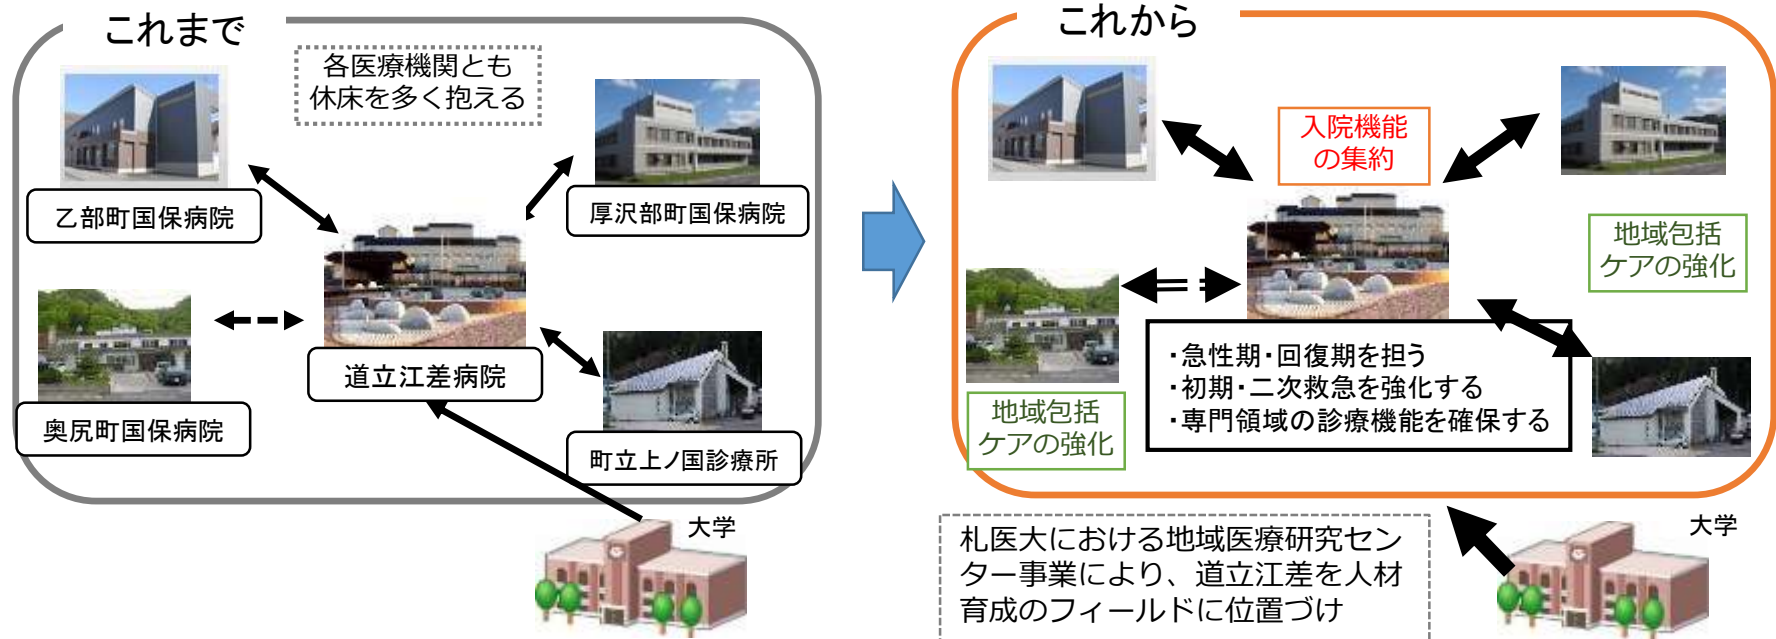 これまで
各医療機関とも
休床を多く抱える
乙部町国保病院
厚沢部町国保病院
道立江差病院
奥尻町国保病院
町立上ノ国診療所
大学
これから
入院機能
の集約
地域包括
ケアの強化
・急性期・回復期を担う
・初期・二次救急を強化する
・専門領域の診療機能を確保する
地域包括
ケアの強化
札医大における地域医療研究セン
ター事業により、道立江差を人材
育成のフィールドに位置づけ
大学